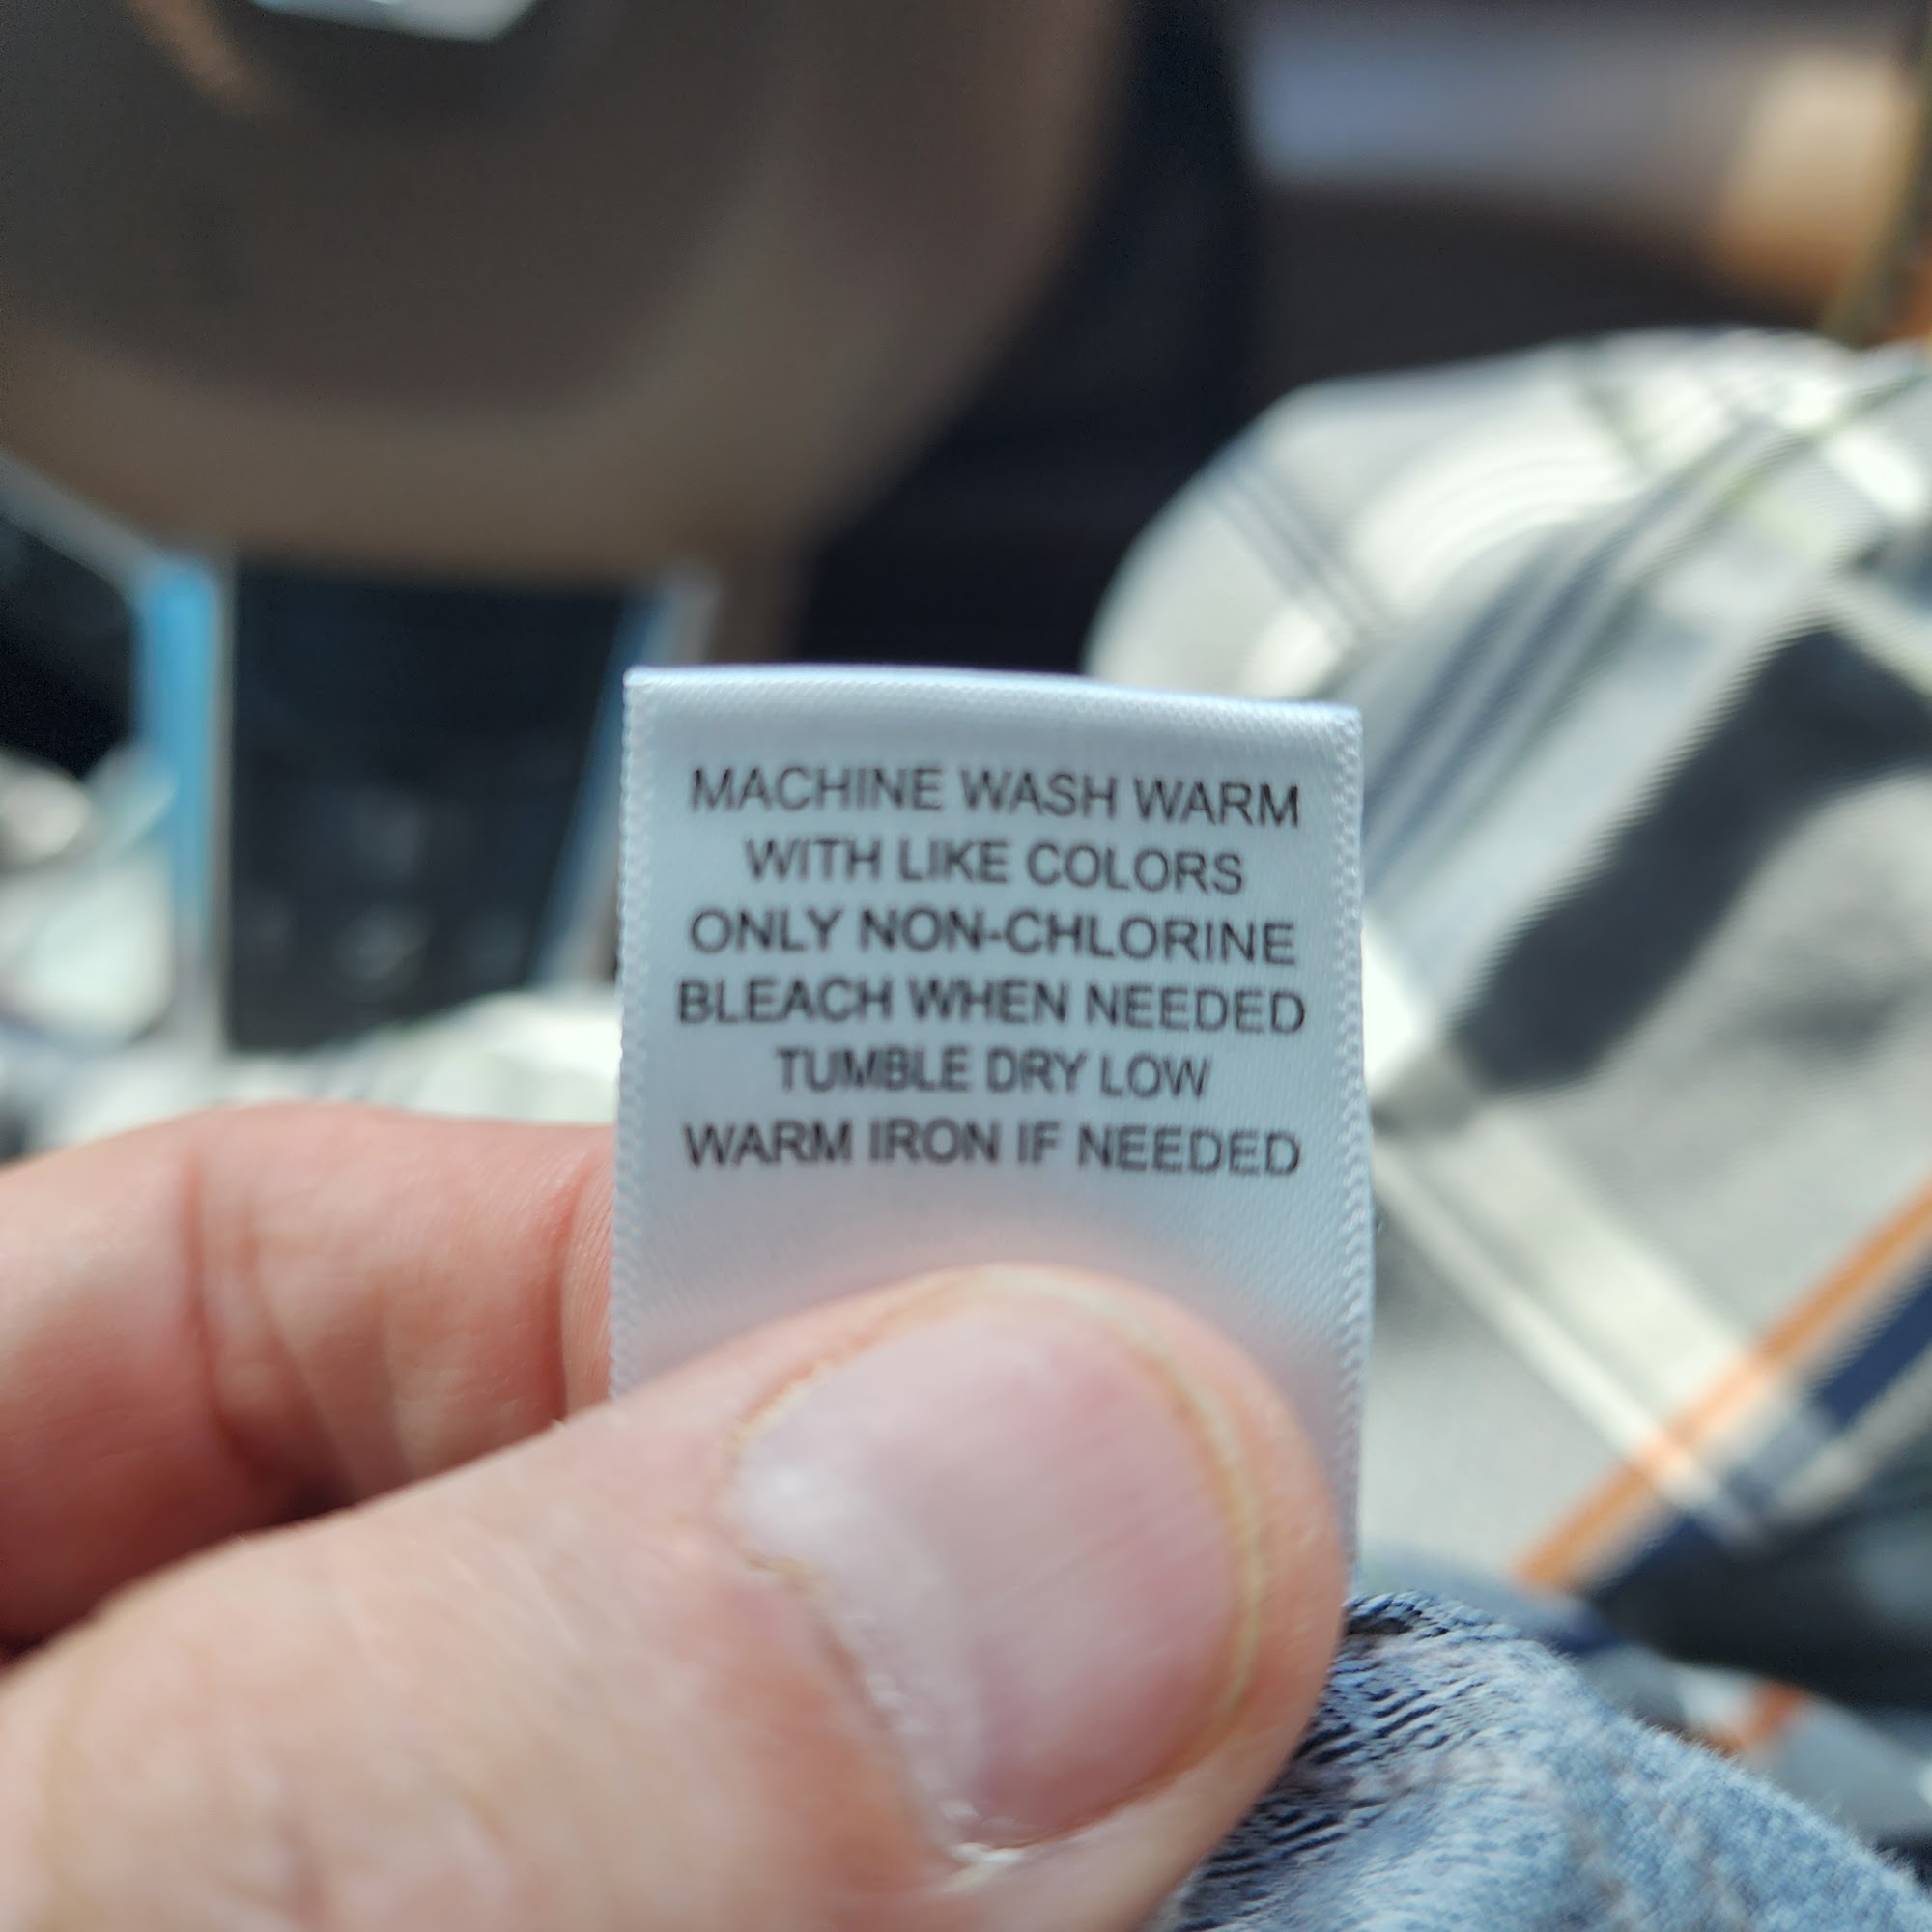 MACHINE WASH WARM
WITH LIKE COLORS
ONLY NON-CHLORINE
BLEACH WHEN NEEDED
TUMBLE DRY LOW
WARM IRON IF NEEDED